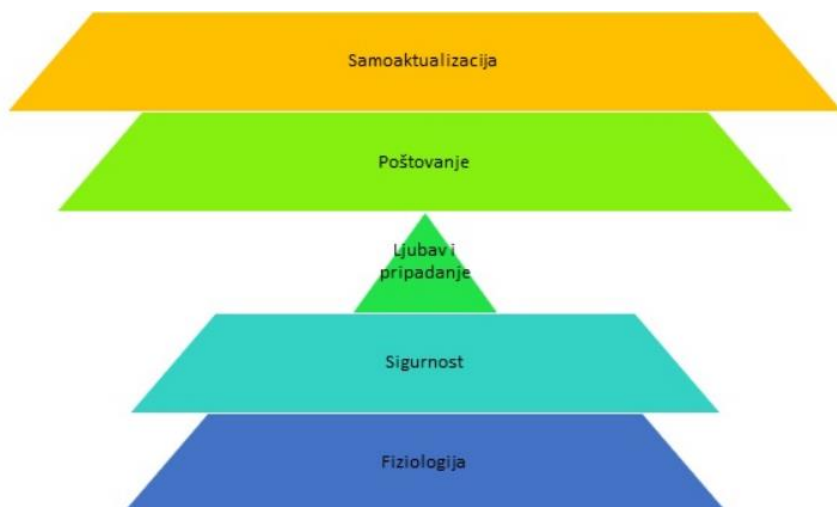 Samoaktualizacija
Poštovanje
Ljubav i
pripadanje
Sigurnost
Fiziologija